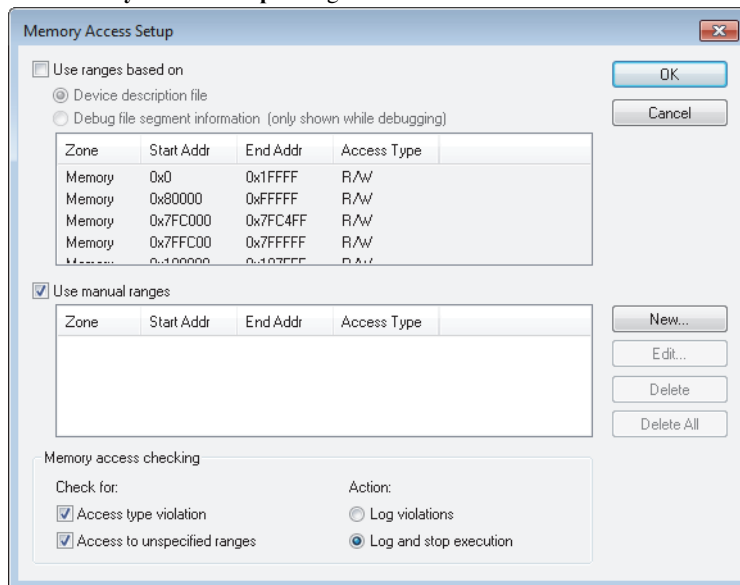 Memory Access Setup
Use ranges based on
OK
Device description file
Cancel
Debug file segment information (only shown while debugging)
Zone Start Addr End Addr Access Type
Memory 0x0 0x1FFFF R/W
Memory 0x80000 0xFFFFF R/W
Memory 0x7FC000 0x7FC4FF R/W
Memory 0x7FFC00 0x7FFFFF R/W
Use manual ranges
Zone Start Addr End Addr Access Type
New...
Edit...
Delete
Delete All
Memory access checking
Check for: Action:
Access type violation Log violations
Access to unspecified ranges Log and stop execution